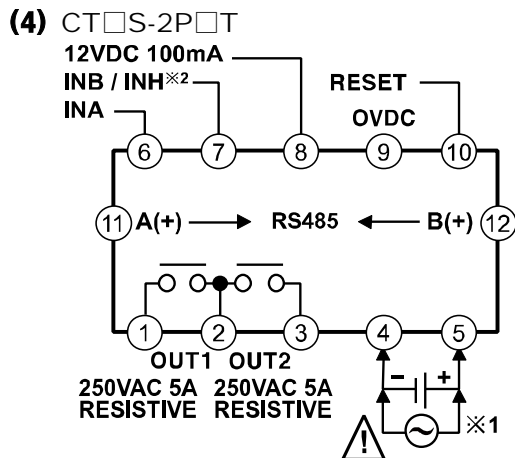 (4) CT□S-2P□T
12VDC 100mA
INB / INH※2
RESET
INA
OVDC
6 7 8 9 10
11 A(+) RS485 B(+) 12
1 2 3 4 5
OUT1 OUT2
250VAC 5A 250VAC 5A
RESISTIVE RESISTIVE
- +
※1
!